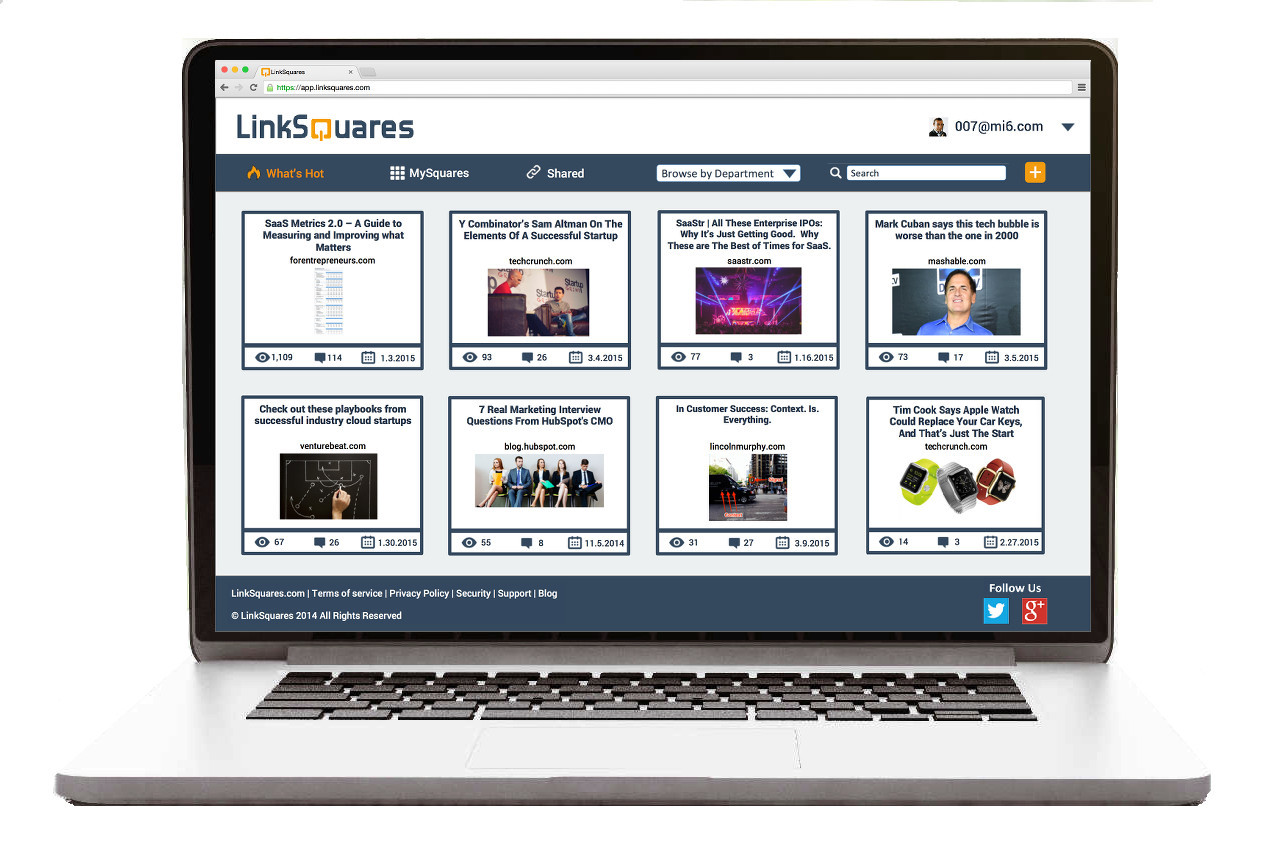 LinkSquares
https://app.linksquares.com
LinkSquares
007@mi6.com
What's Hot
MySquares
Shared
Browse by Department
Search
SaaS Metrics 2.0 – A Guide to
Measuring and Improving what
Matters
forentrepreneurs.com
1,109 114 1.3.2015
Y Combinator's Sam Altman On The
Elements Of A Successful Startup
techcrunch.com
Startup
93 26 3.4.2015
SaaStr | All These Enterprise IPOs:
Why It's Just Getting Good. Why
These are The Best of Times for SaaS.
saastr.com
77 3 1.16.2015
Mark Cuban says this tech bubble is
worse than the one in 2000
mashable.com
73 17 3.5.2015
Check out these playbooks from
successful industry cloud startups
venturebeat.com
67 26 1.30.2015
7 Real Marketing Interview
Questions From HubSpot's CMO
blog.hubspot.com
55 8 11.5.2014
In Customer Success: Context. Is.
Everything.
lincolnmurphy.com
Signal
Context
31 27 3.9.2015
Tim Cook Says Apple Watch
Could Replace Your Car Keys,
And That's Just The Start
techcrunch.com
14 3 2.27.2015
LinkSquares.com | Terms of service | Privacy Policy | Security | Support | Blog
© LinkSquares 2014 All Rights Reserved
Follow Us
g+